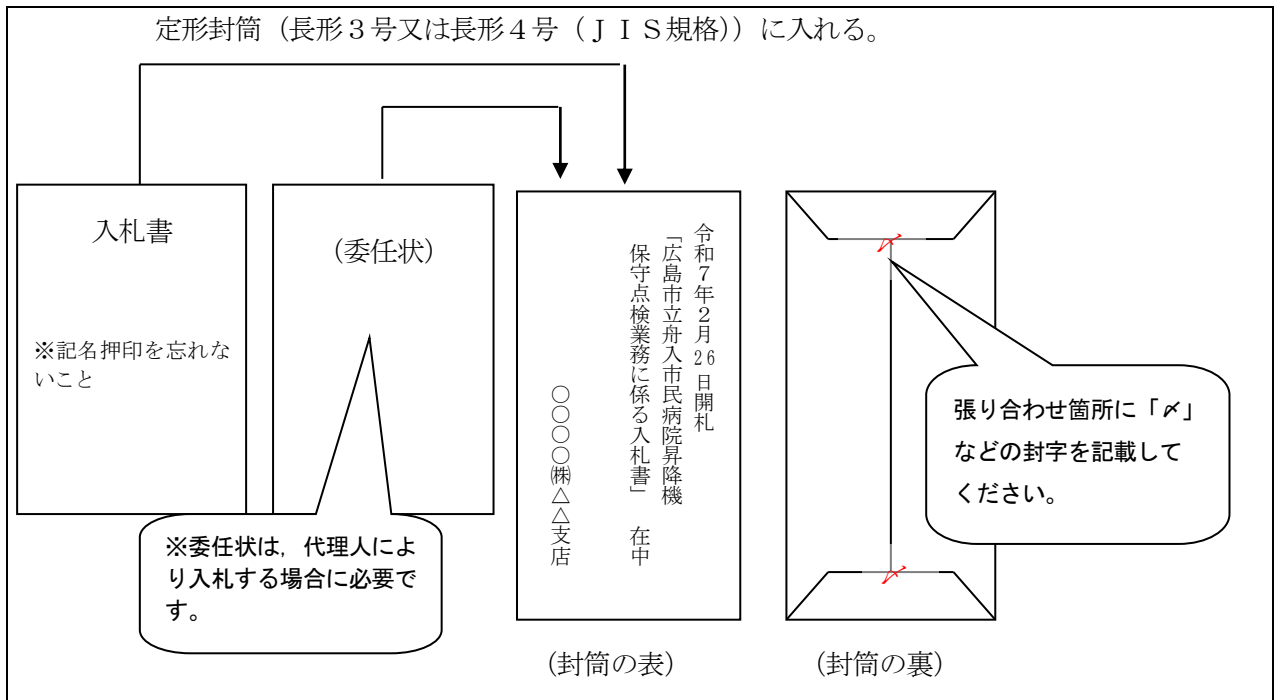 定形封筒（長形３号又は長形４号（ＪＩＳ規格））に入れる。
入札書
※記名押印を忘れな
いこと
（委任状）
※委任状は，代理人によ
り入札する場合に必要で
す。
令和７年２月26日開札
「広島市立舟入市民病院昇降機
保守点検業務に係る入札書」　在中
○○○○㈱△△支店
〆
〆
張り合わせ箇所に「〆」
などの封字を記載して
ください。
（封筒の表）
（封筒の裏）